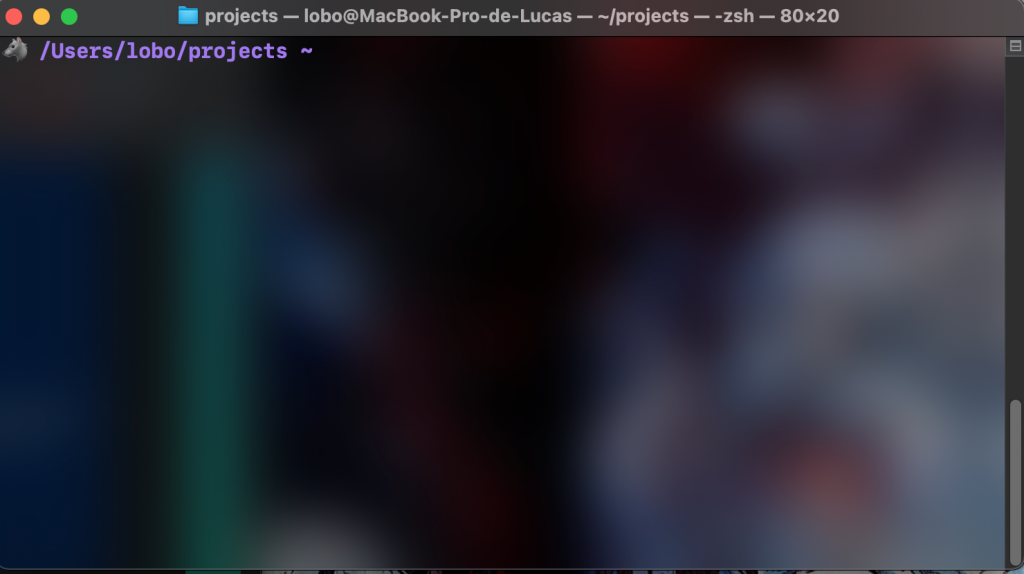 projects — lobo@MacBook-Pro-de-Lucas — ~/projects — -zsh — 80×20
/Users/lobo/projects ~